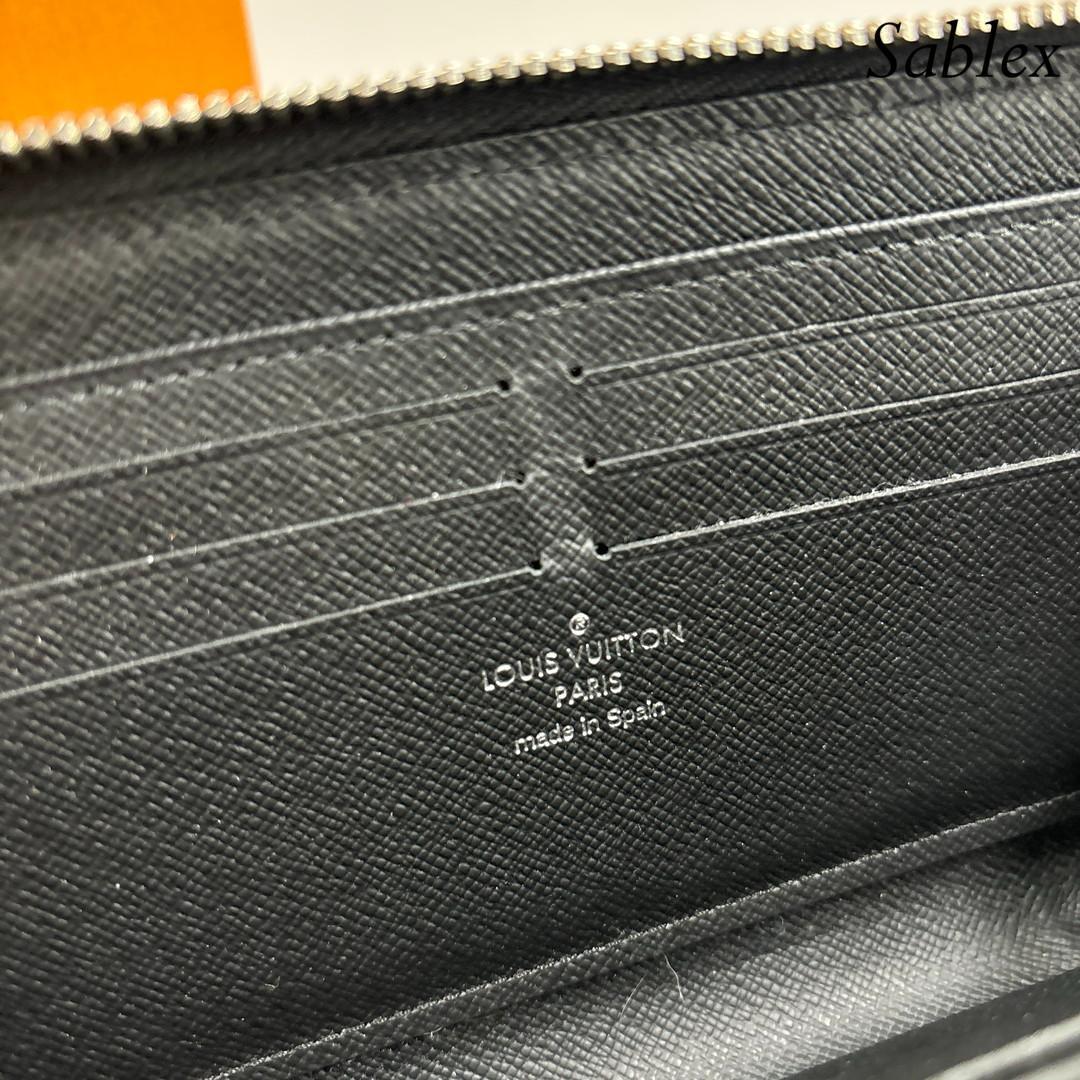 Sablex
®
LOUIS VUITTON
PARIS
made in Spain